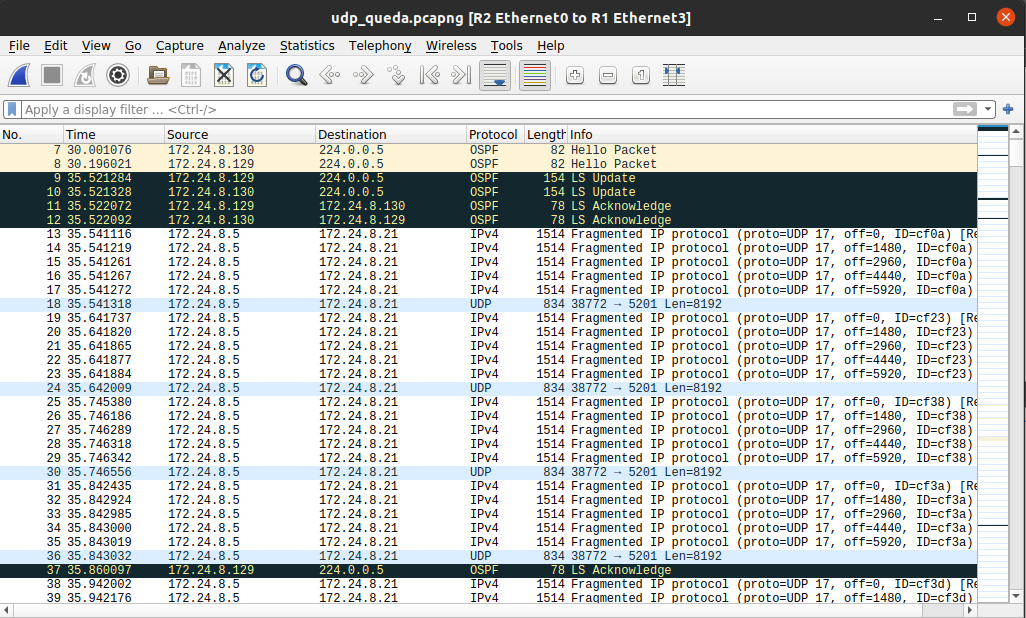 udp_queda.pcapng [R2 Ethernet0 to R1 Ethernet3]
File Edit View Go Capture Analyze Statistics Telephony Wireless Tools Help
Apply a display filter ... <Ctrl-/>
No. Time Source Destination Protocol Length Info
7 30.001076 172.24.8.130 224.0.0.5 OSPF 82 Hello Packet
8 30.196021 172.24.8.129 224.0.0.5 OSPF 82 Hello Packet
9 35.521284 172.24.8.129 224.0.0.5 OSPF 154 LS Update
10 35.521328 172.24.8.130 224.0.0.5 OSPF 154 LS Update
11 35.522072 172.24.8.129 172.24.8.130 OSPF 78 LS Acknowledge
12 35.522092 172.24.8.130 172.24.8.129 OSPF 78 LS Acknowledge
13 35.541116 172.24.8.5 172.24.8.21 IPv4 1514 Fragmented IP protocol (proto=UDP 17, off=0, ID=cf0a) [Re
14 35.541219 172.24.8.5 172.24.8.21 IPv4 1514 Fragmented IP protocol (proto=UDP 17, off=1480, ID=cf0a)
15 35.541261 172.24.8.5 172.24.8.21 IPv4 1514 Fragmented IP protocol (proto=UDP 17, off=2960, ID=cf0a)
16 35.541267 172.24.8.5 172.24.8.21 IPv4 1514 Fragmented IP protocol (proto=UDP 17, off=4440, ID=cf0a)
17 35.541272 172.24.8.5 172.24.8.21 IPv4 1514 Fragmented IP protocol (proto=UDP 17, off=5920, ID=cf0a)
18 35.541318 172.24.8.5 172.24.8.21 UDP 834 38772 → 5201 Len=8192
19 35.641737 172.24.8.5 172.24.8.21 IPv4 1514 Fragmented IP protocol (proto=UDP 17, off=0, ID=cf23) [Re
20 35.641820 172.24.8.5 172.24.8.21 IPv4 1514 Fragmented IP protocol (proto=UDP 17, off=1480, ID=cf23)
21 35.641865 172.24.8.5 172.24.8.21 IPv4 1514 Fragmented IP protocol (proto=UDP 17, off=2960, ID=cf23)
22 35.641877 172.24.8.5 172.24.8.21 IPv4 1514 Fragmented IP protocol (proto=UDP 17, off=4440, ID=cf23)
23 35.641884 172.24.8.5 172.24.8.21 IPv4 1514 Fragmented IP protocol (proto=UDP 17, off=5920, ID=cf23)
24 35.642009 172.24.8.5 172.24.8.21 UDP 834 38772 → 5201 Len=8192
25 35.745380 172.24.8.5 172.24.8.21 IPv4 1514 Fragmented IP protocol (proto=UDP 17, off=0, ID=cf38) [Re
26 35.746186 172.24.8.5 172.24.8.21 IPv4 1514 Fragmented IP protocol (proto=UDP 17, off=1480, ID=cf38)
27 35.746289 172.24.8.5 172.24.8.21 IPv4 1514 Fragmented IP protocol (proto=UDP 17, off=2960, ID=cf38)
28 35.746318 172.24.8.5 172.24.8.21 IPv4 1514 Fragmented IP protocol (proto=UDP 17, off=4440, ID=cf38)
29 35.746342 172.24.8.5 172.24.8.21 IPv4 1514 Fragmented IP protocol (proto=UDP 17, off=5920, ID=cf38)
30 35.746556 172.24.8.5 172.24.8.21 UDP 834 38772 → 5201 Len=8192
31 35.842435 172.24.8.5 172.24.8.21 IPv4 1514 Fragmented IP protocol (proto=UDP 17, off=0, ID=cf3a) [Re
32 35.842924 172.24.8.5 172.24.8.21 IPv4 1514 Fragmented IP protocol (proto=UDP 17, off=1480, ID=cf3a)
33 35.842985 172.24.8.5 172.24.8.21 IPv4 1514 Fragmented IP protocol (proto=UDP 17, off=2960, ID=cf3a)
34 35.843000 172.24.8.5 172.24.8.21 IPv4 1514 Fragmented IP protocol (proto=UDP 17, off=4440, ID=cf3a)
35 35.843019 172.24.8.5 172.24.8.21 IPv4 1514 Fragmented IP protocol (proto=UDP 17, off=5920, ID=cf3a)
36 35.843032 172.24.8.5 172.24.8.21 UDP 834 38772 → 5201 Len=8192
37 35.860097 172.24.8.129 224.0.0.5 OSPF 78 LS Acknowledge
38 35.942002 172.24.8.5 172.24.8.21 IPv4 1514 Fragmented IP protocol (proto=UDP 17, off=0, ID=cf3d) [Re
39 35.942176 172.24.8.5 172.24.8.21 IPv4 1514 Fragmented IP protocol (proto=UDP 17, off=1480, ID=cf3d)